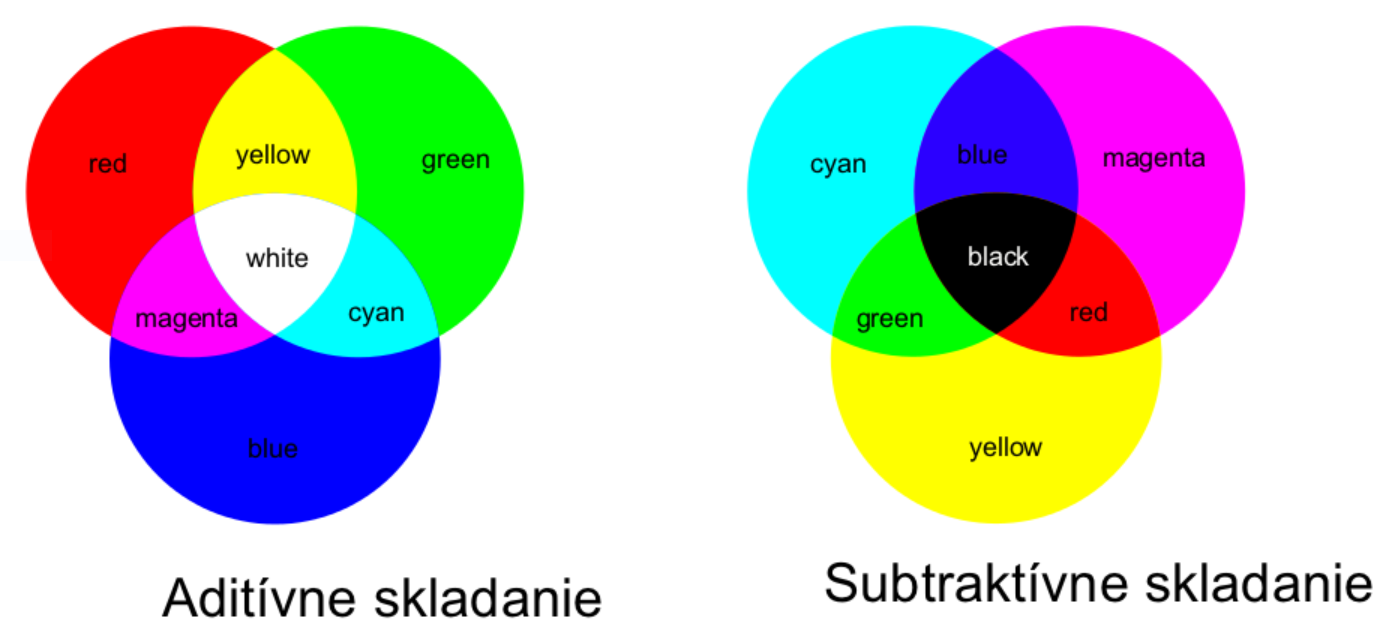 red
yellow
green
white
magenta
cyan
blue
Aditívne skladanie
cyan
blue
magenta
black
green
red
yellow
Subtraktívne skladanie